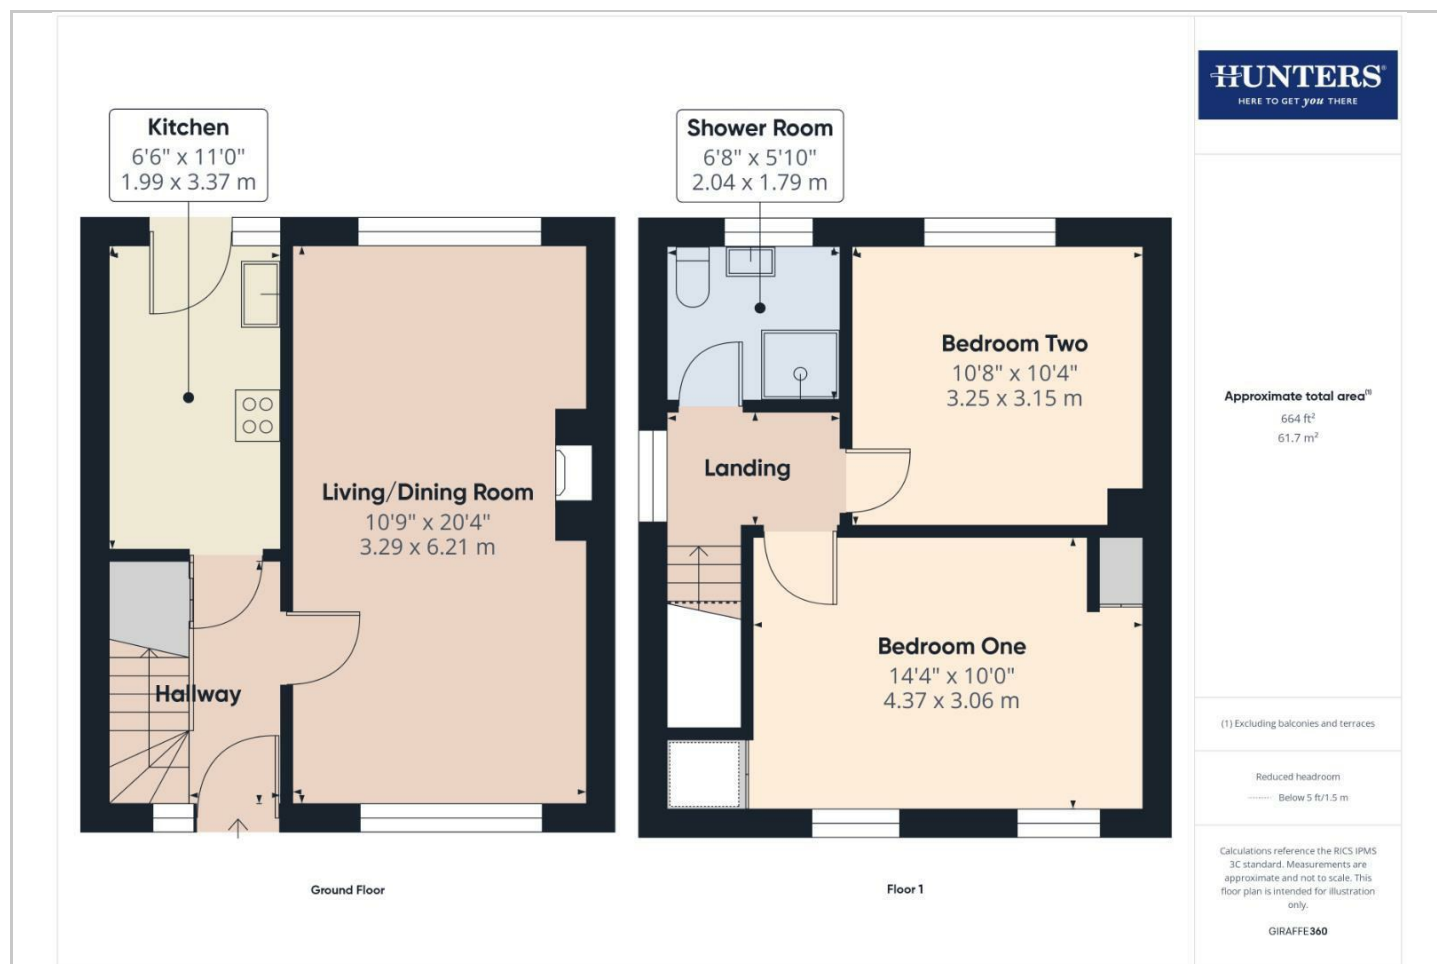 Kitchen
6'6" x 11'0"
1.99 x 3.37 m
Living/Dining Room
10'9" x 20'4"
3.29 x 6.21 m
Hallway
Ground Floor
Shower Room
6'8" x 5'10"
2.04 x 1.79 m
Bedroom Two
10'8" x 10'4"
3.25 x 3.15 m
Landing
Bedroom One
14'4" x 10'0"
4.37 x 3.06 m
Floor 1
HUNTERS®
HERE TO GET you THERE
Approximate total area(1)
664 ft²
61.7 m²
(1) Excluding balconies and terraces
Reduced headroom
Below 5 ft/1.5 m
Calculations reference the RICS IPMS
3C standard. Measurements are
approximate and not to scale. This
floor plan is intended for illustration
only.
GIRAFFE360